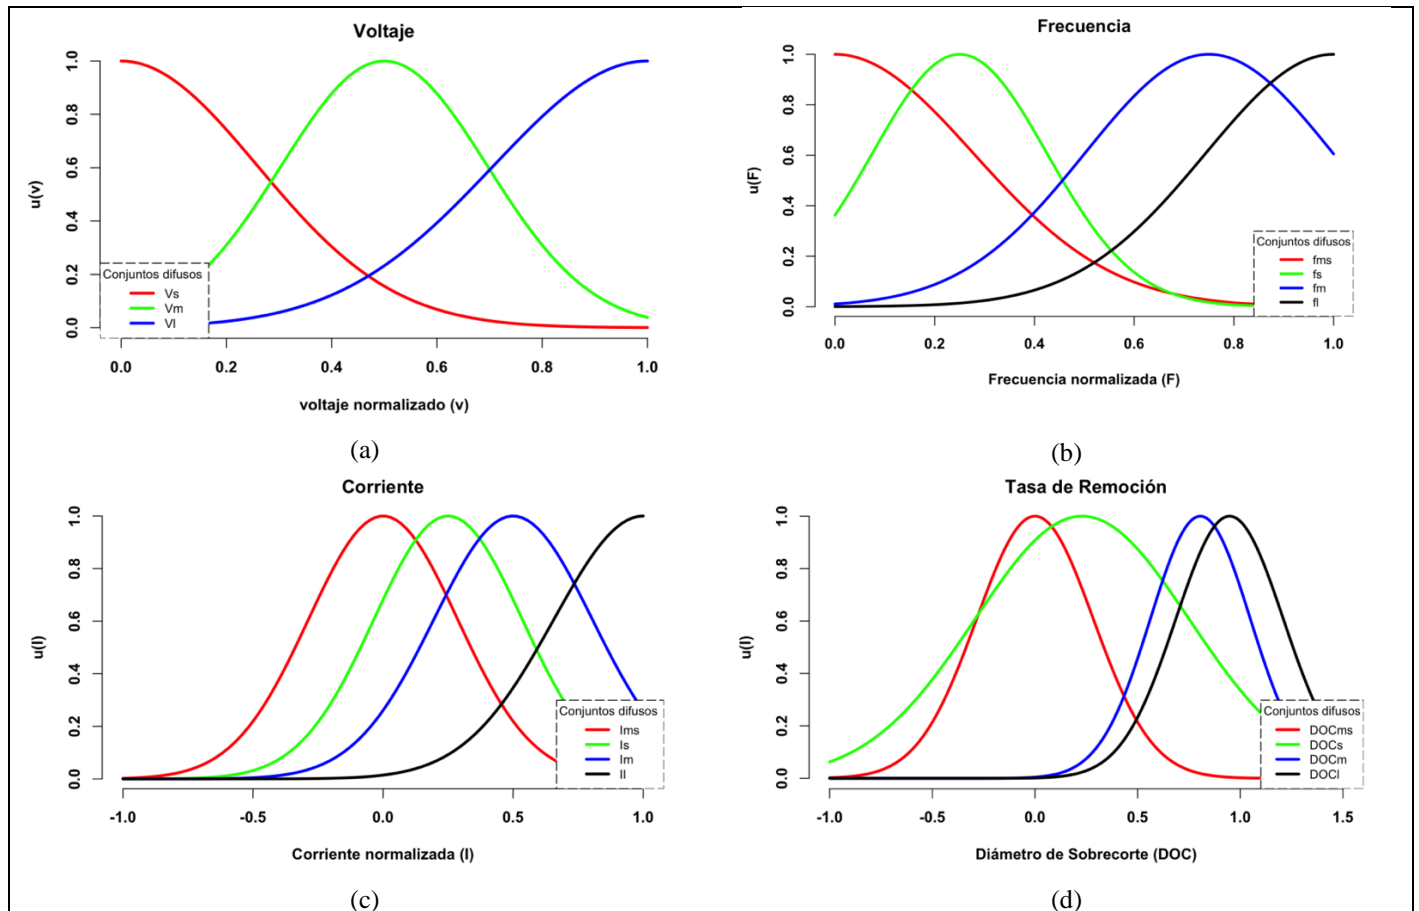 Voltaje
u(v)
1.0
0.8
0.6
0.4
0.2
0.0
Conjuntos difusos
Vs
Vm
Vl
0.0 0.2 0.4 0.6 0.8 1.0
voltaje normalizado (v)
(a)
Frecuencia
u(F)
1.0
0.8
0.6
0.4
0.2
0.0
Conjuntos difusos
fms
fs
fm
fl
0.0 0.2 0.4 0.6 0.8 1.0
Frecuencia normalizada (F)
(b)
Corriente
u(I)
1.0
0.8
0.6
0.4
0.2
0.0
Conjuntos difusos
Ims
Is
Im
Il
-1.0 -0.5 0.0 0.5 1.0
Corriente normalizada (I)
(c)
Tasa de Remoción
u(I)
1.0
0.8
0.6
0.4
0.2
0.0
Conjuntos difusos
DOCms
DOCs
DOCm
DOCl
-1.0 -0.5 0.0 0.5 1.0 1.5
Diámetro de Sobrecorte (DOC)
(d)